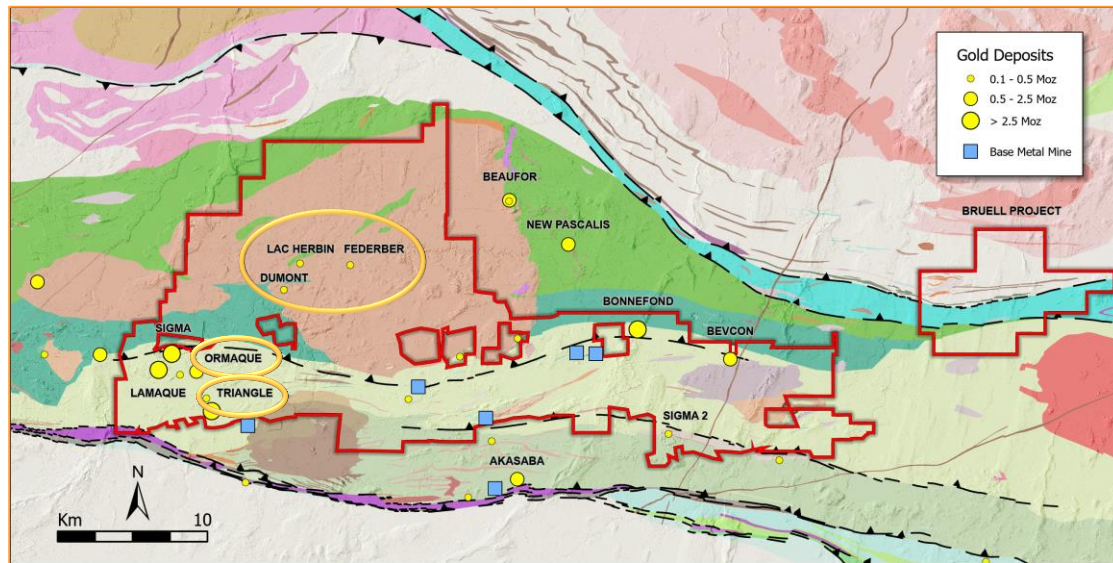 Gold Deposits
0.1 - 0.5 Moz
0.5 - 2.5 Moz
> 2.5 Moz
Base Metal Mine
BEAUFOR
NEW PASCALIS
BRUELL PROJECT
LAC HERBIN FEDERBER
DUMONT
BONNEFOND
SIGMA
BEVCON
ORMAQUE
LAMAQUE TRIANGLE
SIGMA 2
AKASABA
N
Km 10